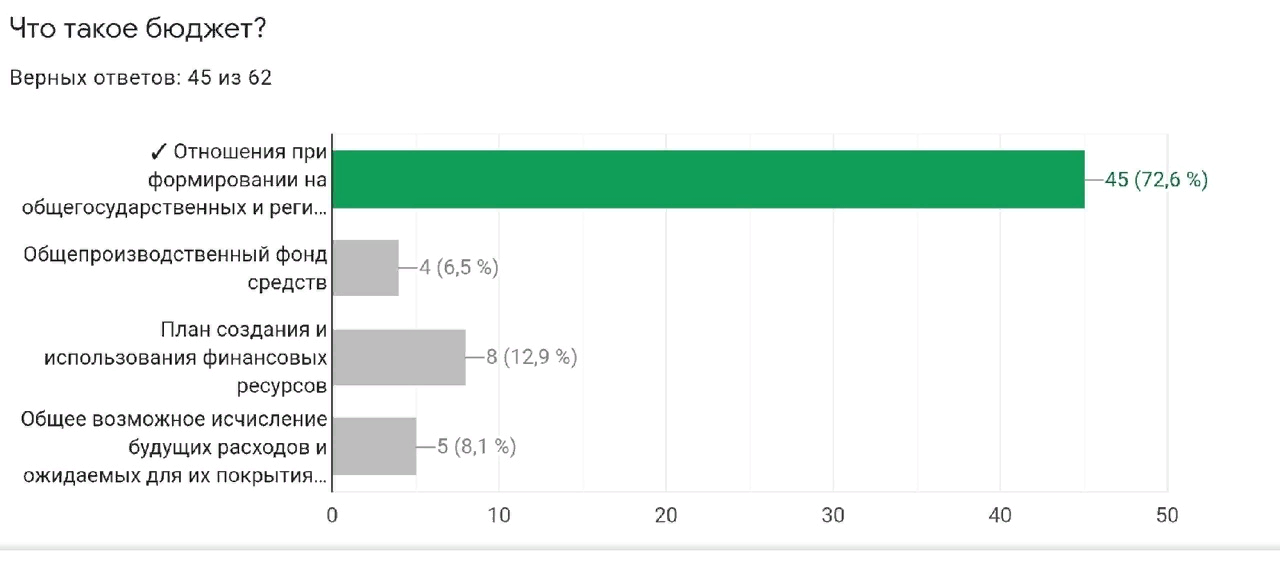 Что такое бюджет?
Верных ответов: 45 из 62
✓ Отношения при
формировании на
общегосударственных и реги...
45 (72,6 %)
Общепроизводственный фонд
средств
4 (6,5 %)
План создания и
использования финансовых
ресурсов
8 (12,9 %)
Общее возможное исчисление
будущих расходов и
ожидаемых для их покрытия...
5 (8,1 %)
0 10 20 30 40 50